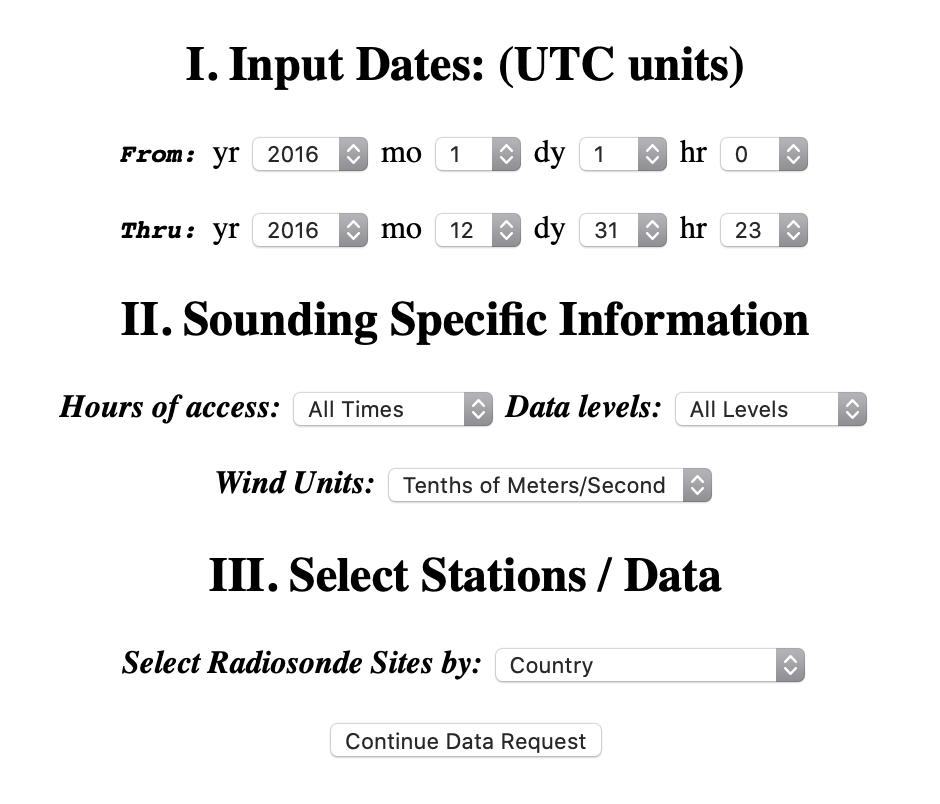 I. Input Dates: (UTC units)
From: yr 2016 mo 1 dy 1 hr 0
Thru: yr 2016 mo 12 dy 31 hr 23
II. Sounding Specific Information
Hours of access: All Times Data levels: All Levels
Wind Units: Tenths of Meters/Second
III. Select Stations / Data
Select Radiosonde Sites by: Country
Continue Data Request